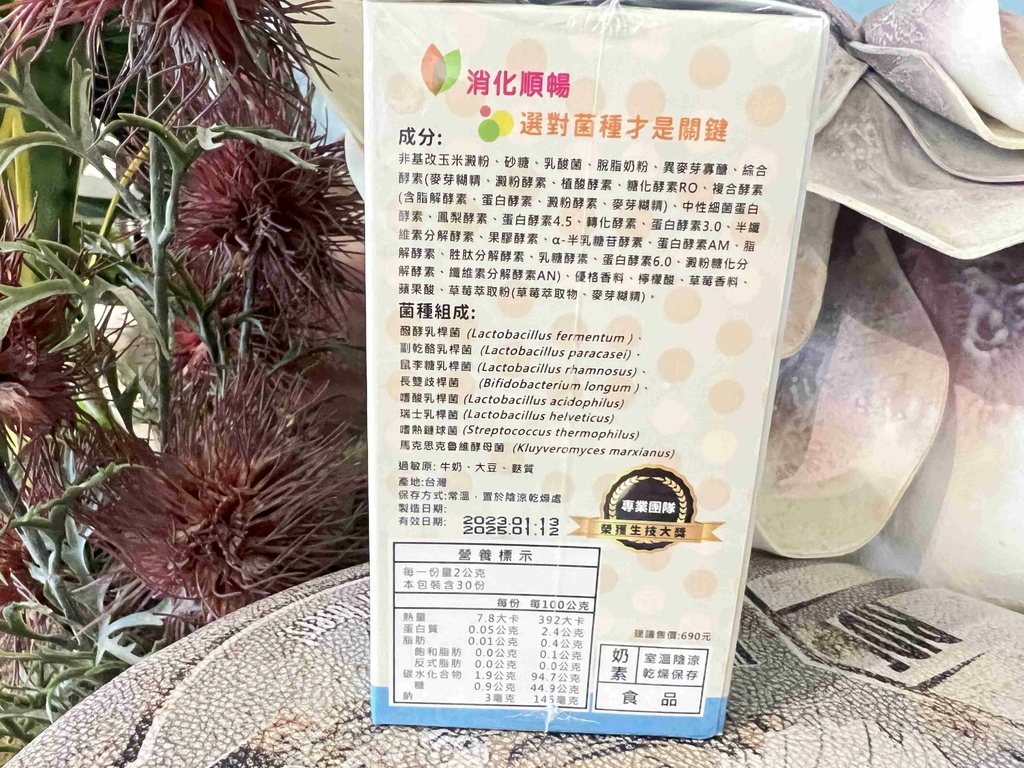 消化順暢
選對菌種才是關鍵
成分:
非基改玉米澱粉、砂糖、乳酸菌、脫脂奶粉、異麥芽寡醣、綜合
酵素(麥芽糊精、澱粉酵素、植酸酵素、糖化酵素RO、複合酵素
(含脂解酵素、蛋白酵素、澱粉酵素、麥芽糊精)、中性細菌蛋白
酵素、鳳梨酵素、蛋白酵素4.5、轉化酵素、蛋白酵素3.0、半纖
維素分解酵素、果膠酵素、α-半乳糖苷酵素、蛋白酵素AM、脂
解酵素、胜肽分解酵素、乳糖酵素、蛋白酵素6.0、澱粉糖化分
解酵素、纖維素分解酵素AN)、優格香料、檸檬酸、草莓香料、
蘋果酸、草莓萃取粉(草莓萃取物、麥芽糊精)。
菌種組成:
醱酵乳桿菌 (Lactobacillus fermentum)、
副乾酪乳桿菌 (Lactobacillus paracasei)、
鼠李糖乳桿菌 (Lactobacillus rhamnosus)、
長雙歧桿菌 (Bifidobacterium longum)、
嗜酸乳桿菌 (Lactobacillus acidophilus)
瑞士乳桿菌 (Lactobacillus helveticus)
嗜熱鏈球菌 (Streptococcus thermophilus)
馬克思克魯維酵母菌 (Kluyveromyces marxianus)
過敏原: 牛奶、大豆、麩質
產地:台灣
保存方式:常溫,置於陰涼乾燥處
製造日期: 2023.01.13
有效日期: 2025.01.12
專業團隊
榮獲生技大獎
營養標示
每一份量2公克
本包裝含30份
每份 每100公克
熱量 7.8大卡 392大卡
蛋白質 0.05公克 2.4公克
脂肪 0.01公克 0.4公克
飽和脂肪 0.0公克 0.1公克
反式脂肪 0.0公克 0.0公克
碳水化合物 1.9公克 94.7公克
糖 0.9公克 44.9公克
鈉 3毫克 145毫克
建議售價:690元
奶素
室溫陰涼
乾燥保存
食品